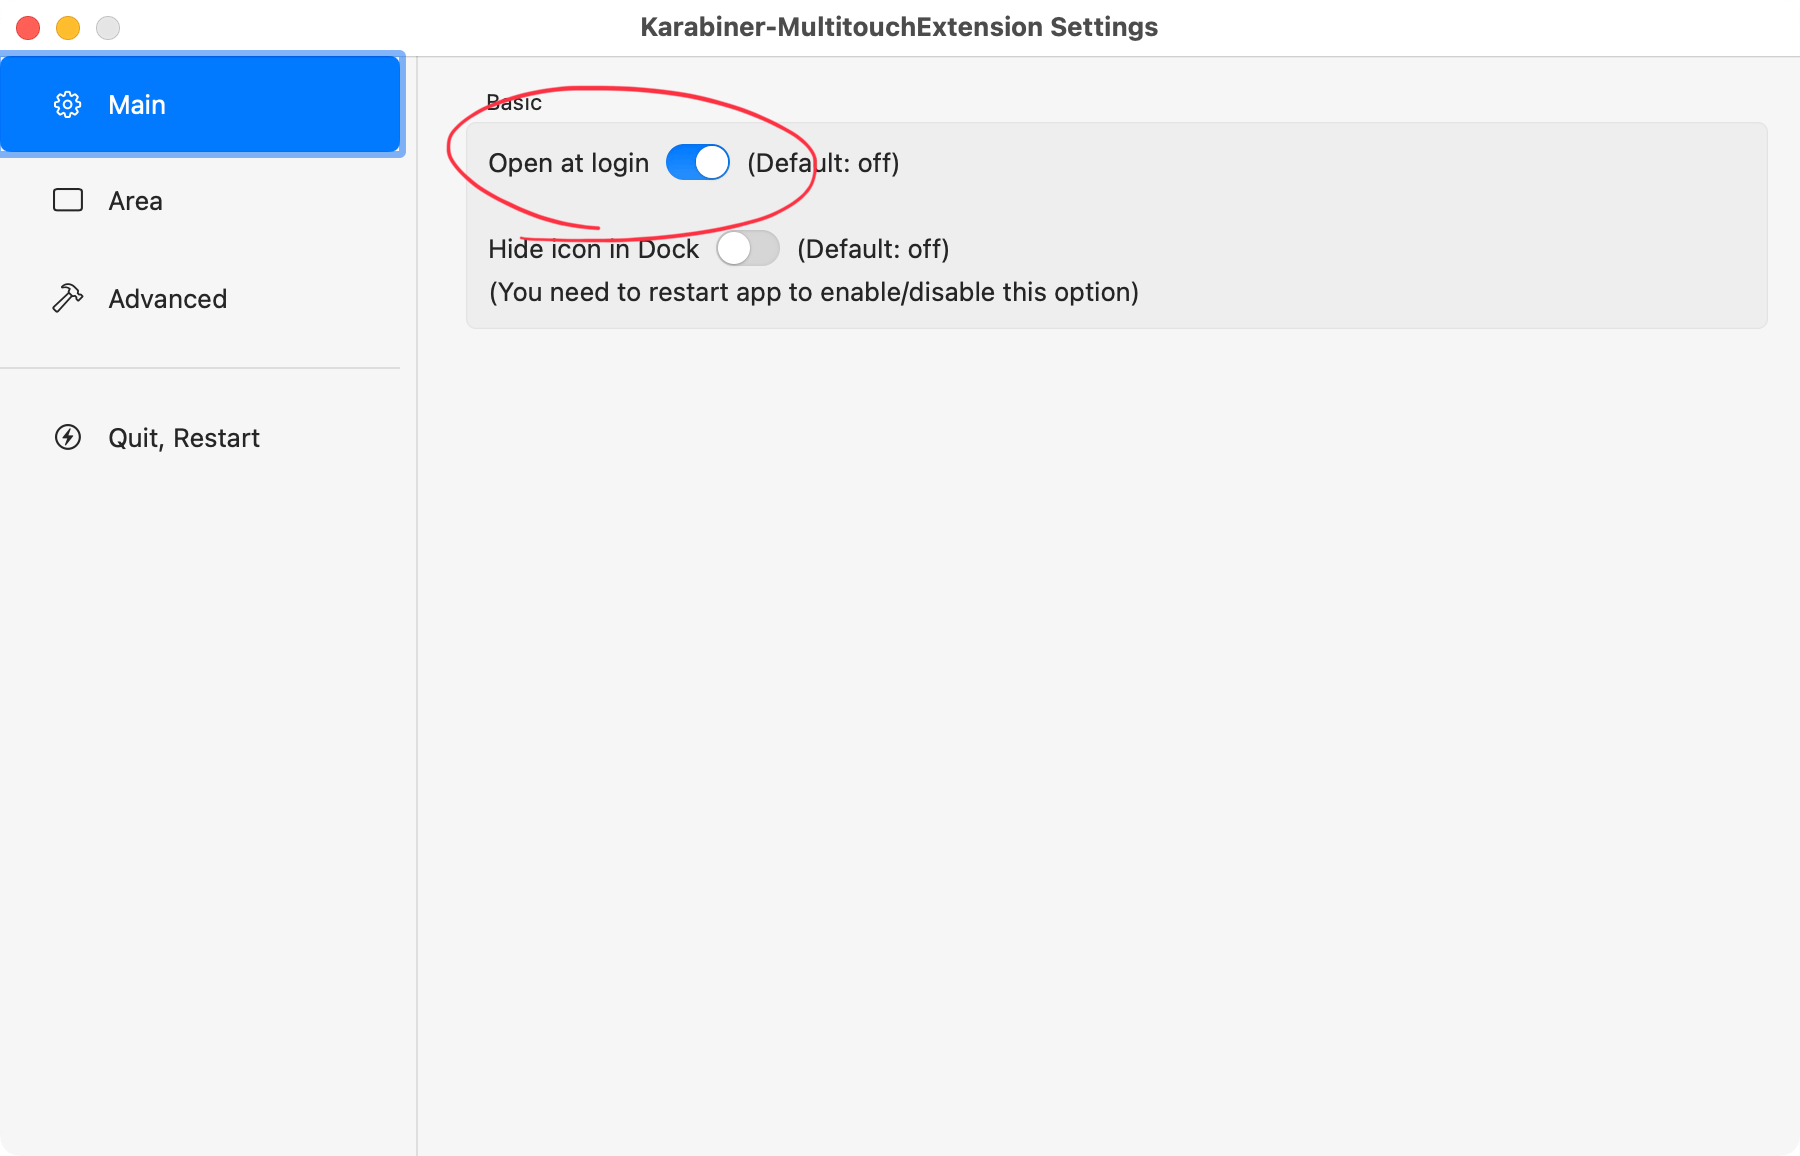 Karabiner-MultitouchExtension Settings
Main
Area
Advanced
Quit, Restart
Basic
Open at login (Default: off)
Hide icon in Dock (Default: off)
(You need to restart app to enable/disable this option)